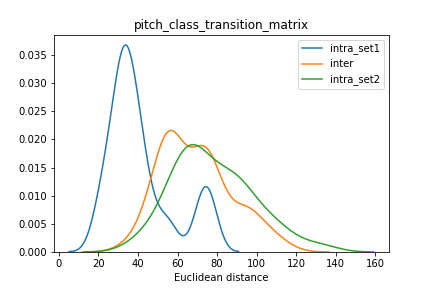 pitch_class_transition_matrix
intra_set1
inter
intra_set2
0.035
0.030
0.025
0.020
0.015
0.010
0.005
0.000
0 20 40 60 80 100 120 140 160
Euclidean distance